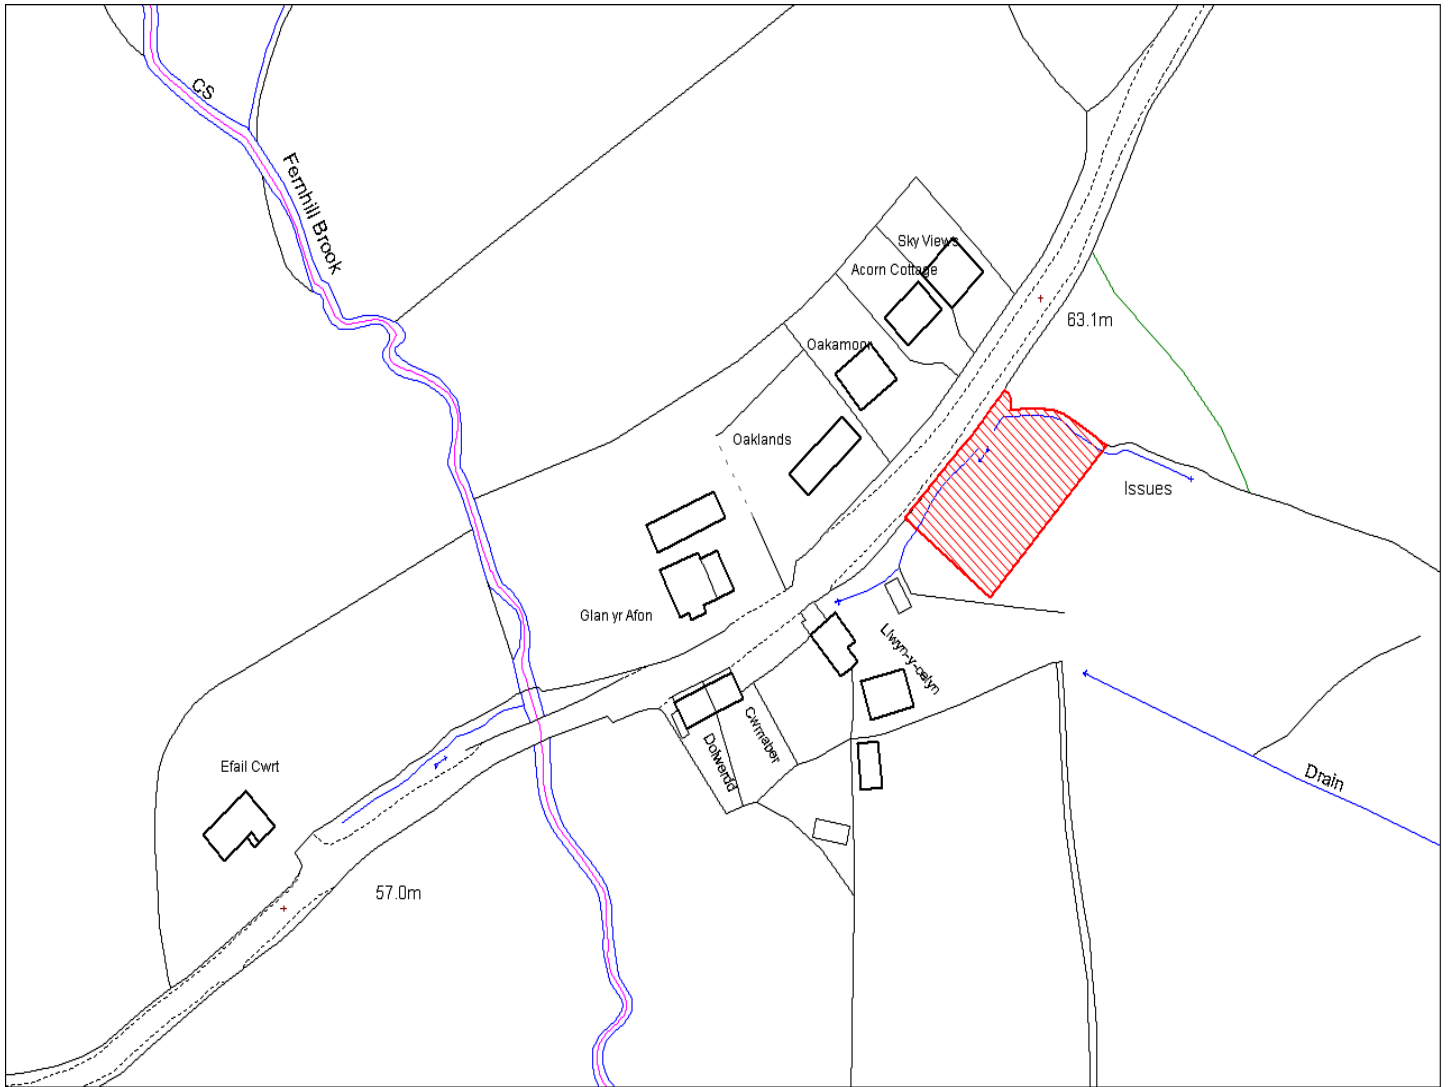 CS
Fernhill Brook
Sky Views
Acorn Cottage
63.1m
Oakamoor
Oaklands
Issues
Glan yr Afon
Llwyn-y-celyn
Cwmaber
Dolwerdd
Efail Cwrt
Drain
57.0m